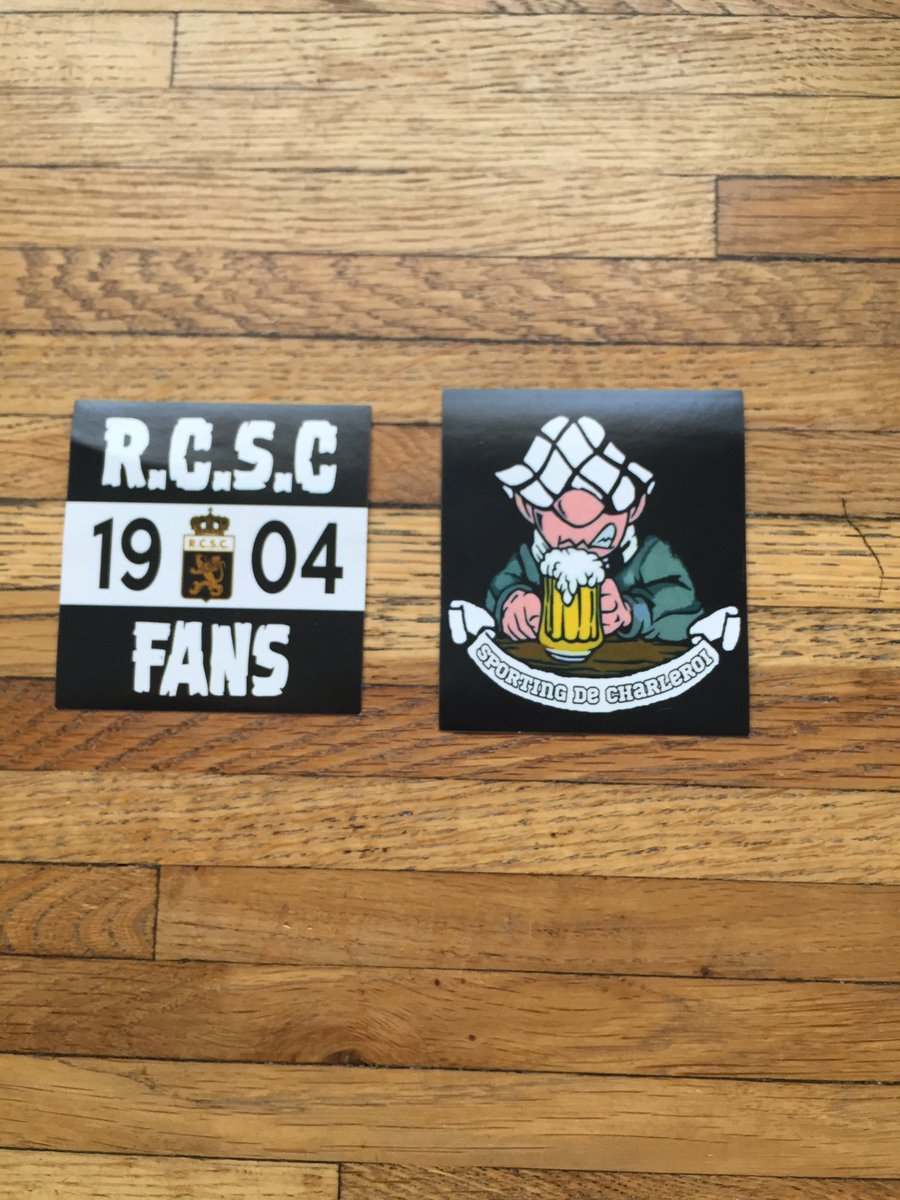 R.C.S.C
19 04
R.C.S.C.
FANS
SPORTING DE CHARLEROI